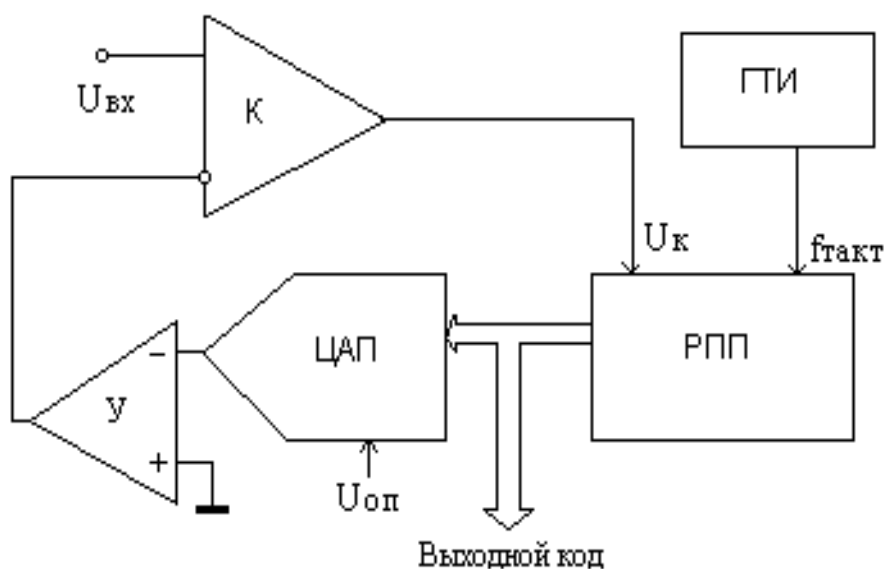 Uвх
К
ГТИ
Uк
fтакт
ЦАП
РПП
У
−
+
Uоп
Выходной код